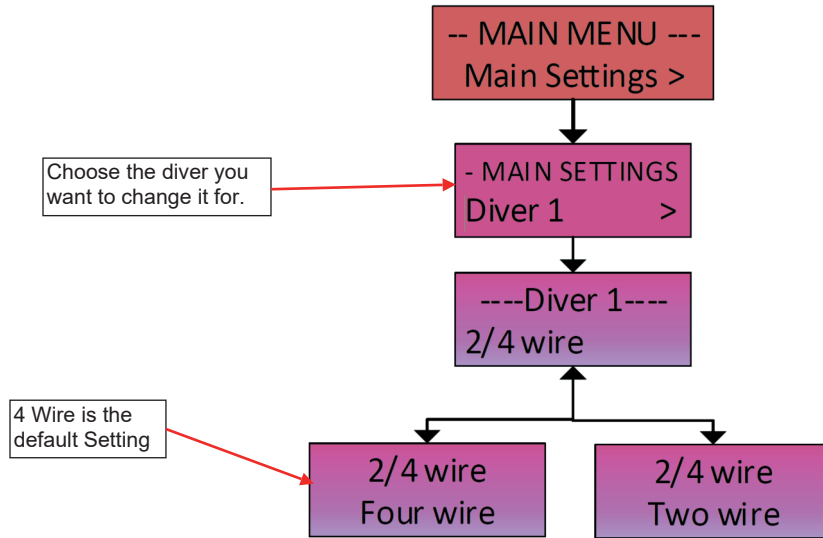 -- MAIN MENU ---
Main Settings >
Choose the diver you
want to change it for.
- MAIN SETTINGS
Diver 1 >
----Diver 1----
2/4 wire
4 Wire is the
default Setting
2/4 wire
Four wire
2/4 wire
Two wire